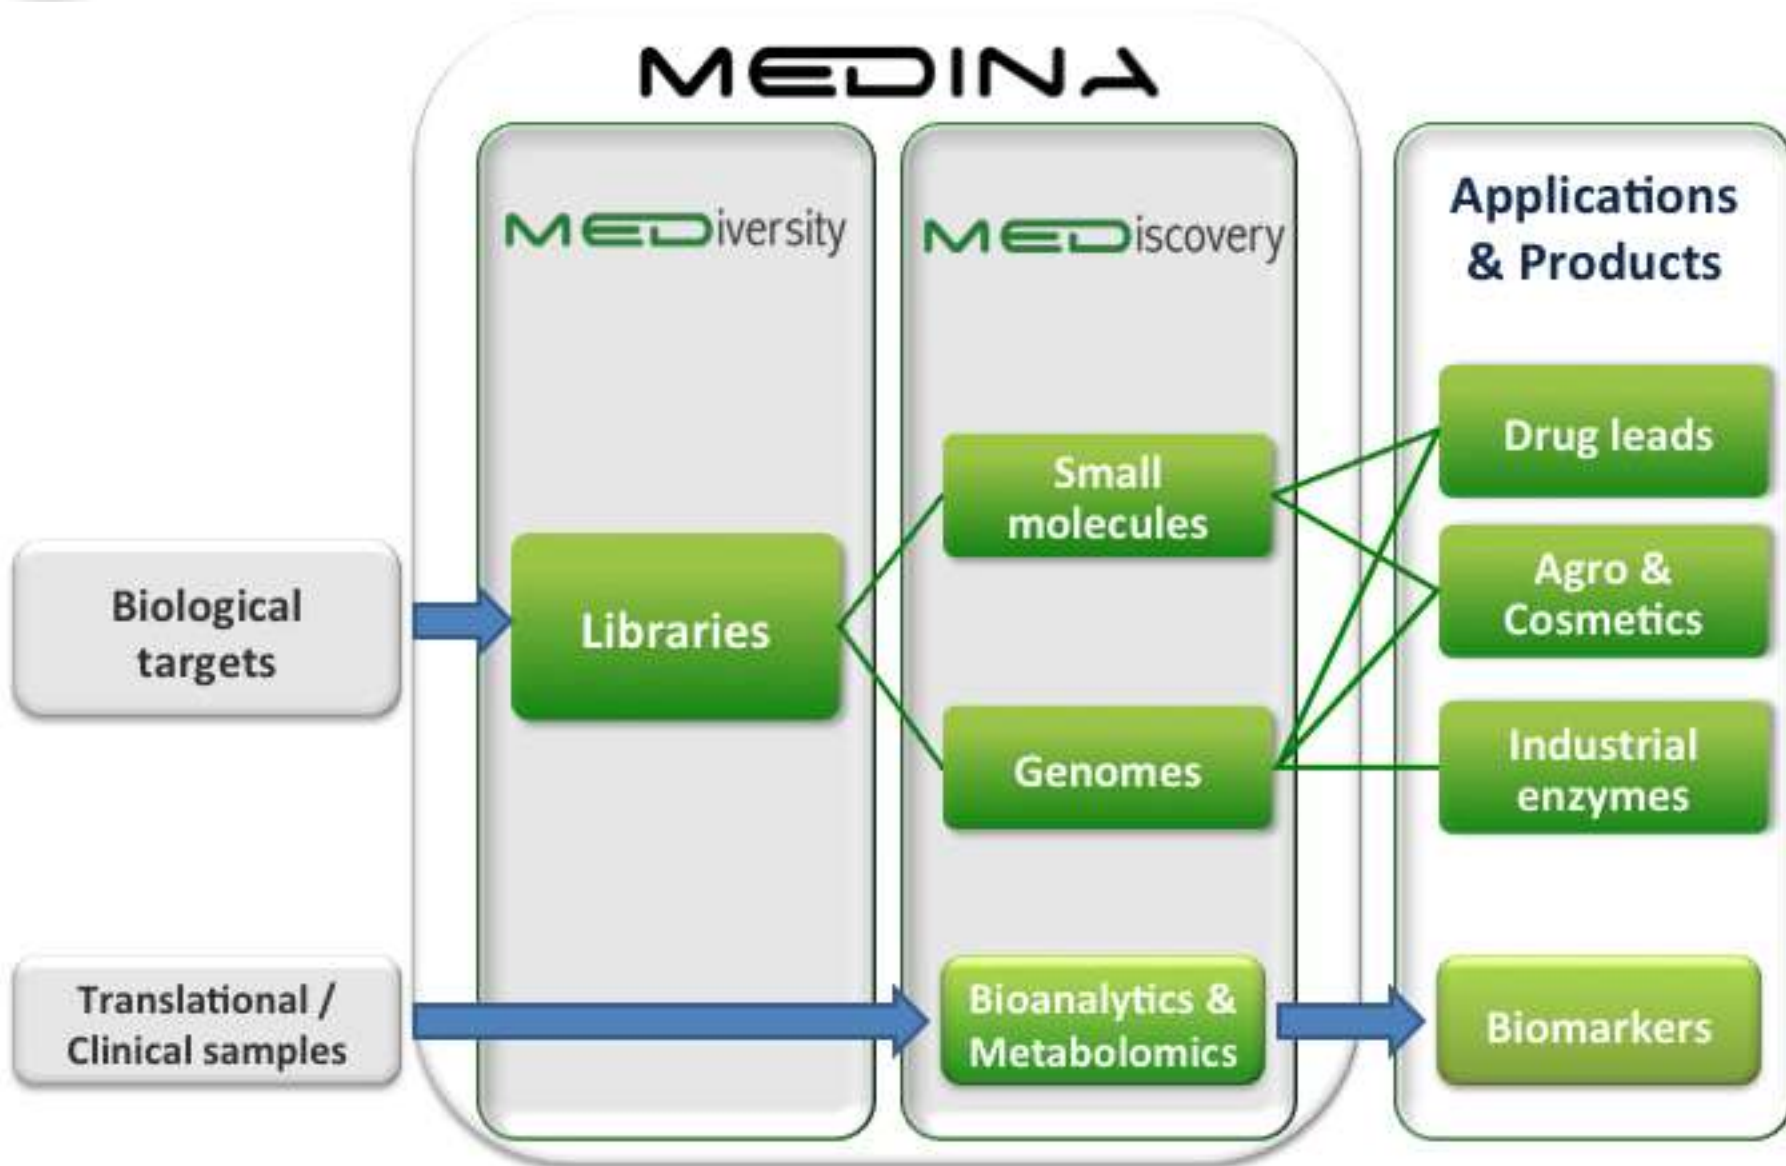 MEDINA
MEDiversity
MEDiscovery
Applications
& Products
Biological
targets
Libraries
Small
molecules
Genomes
Drug leads
Agro &
Cosmetics
Industrial
enzymes
Translational /
Clinical samples
Bioanalytics &
Metabolomics
Biomarkers